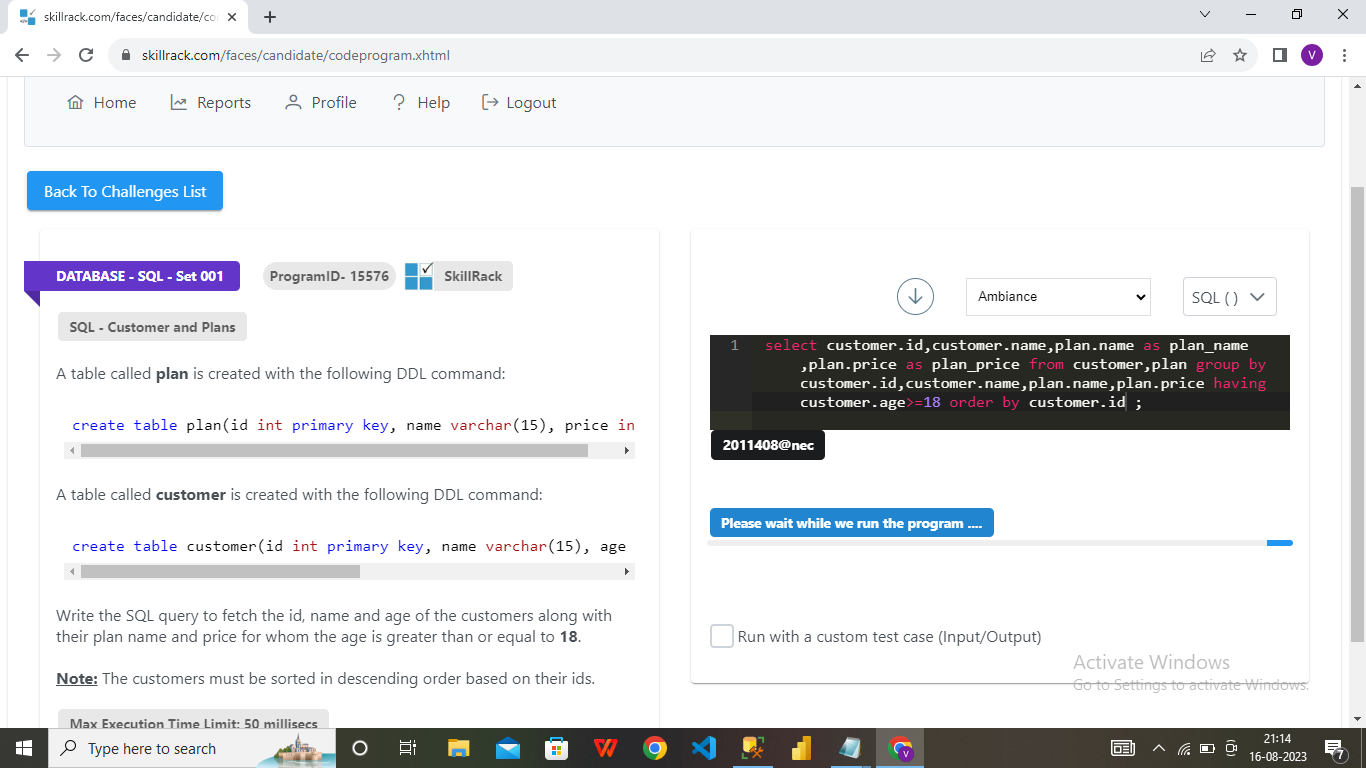 skillrack.com/faces/candidate/co
skillrack.com/faces/candidate/codeprogram.xhtml
V
Home
Reports
Profile
? Help
Logout
Back To Challenges List
DATABASE - SQL - Set 001
ProgramID- 15576
SkillRack
SQL - Customer and Plans
A table called plan is created with the following DDL command:
create table plan(id int primary key, name varchar(15), price in
A table called customer is created with the following DDL command:
create table customer(id int primary key, name varchar(15), age
Write the SQL query to fetch the id, name and age of the customers along with
their plan name and price for whom the age is greater than or equal to 18.
Note: The customers must be sorted in descending order based on their ids.
Max Execution Time Limit: 50 millisecs
Ambiance
SQL ( )
1 select customer.id,customer.name,plan.name as plan_name
,plan.price as plan_price from customer,plan group by
customer.id,customer.name,plan.name,plan.price having
customer.age>=18 order by customer.id ;
2011408@nec
Please wait while we run the program ....
Run with a custom test case (Input/Output)
Activate Windows
Go to Settings to activate Windows.
Type here to search
V
21:14
16-08-2023
7